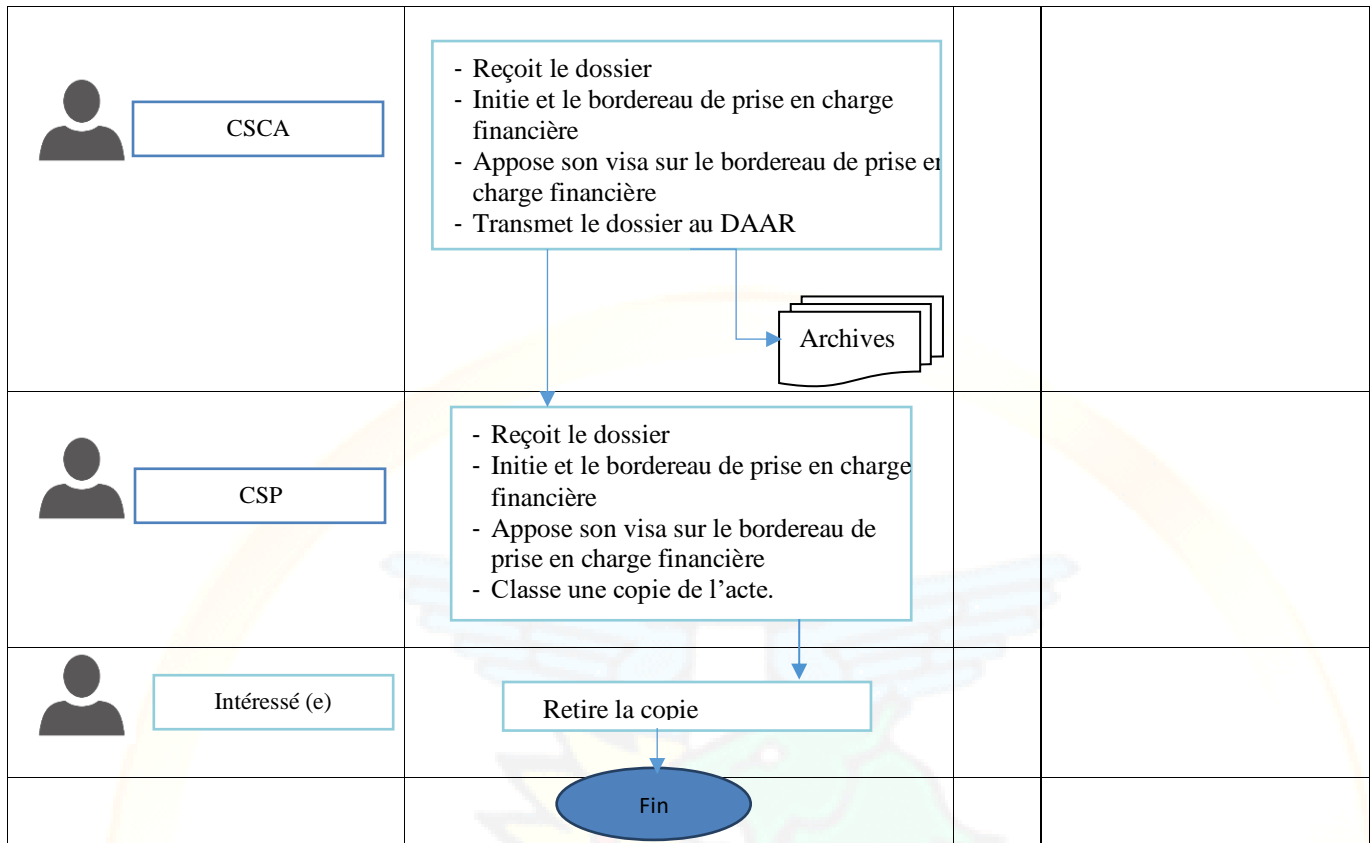 CSCA
- Reçoit le dossier
- Initie et le bordereau de prise en charge
financière
- Appose son visa sur le bordereau de prise en
charge financière
- Transmet le dossier au DAAR
Archives
CSP
- Reçoit le dossier
- Initie et le bordereau de prise en charge
financière
- Appose son visa sur le bordereau de
prise en charge financière
- Classe une copie de l’acte.
Intéressé (e)
Retire la copie
Fin